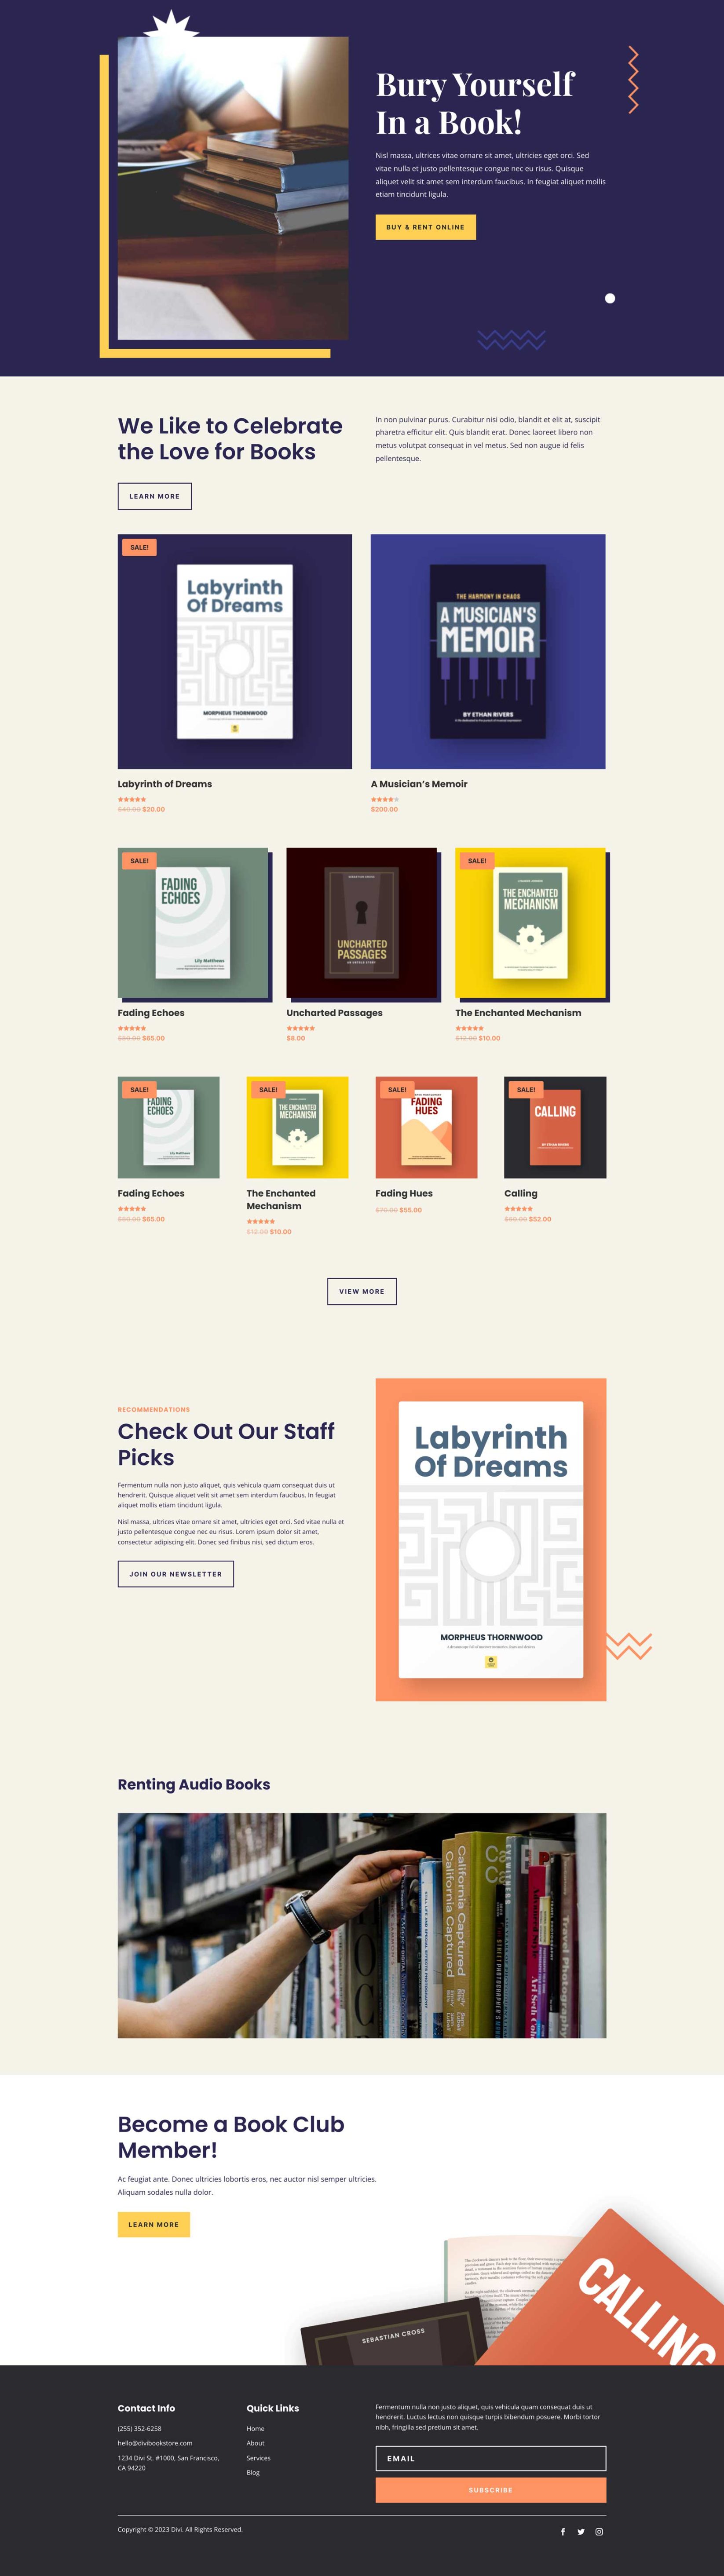 Bury Yourself
In a Book!
Nisl massa, ultrices vitae ornare sit amet, ultricies eget orci. Sed
vitae nulla et justo pellentesque congue nec eu risus. Quisque
aliquet velit sit amet sem interdum faucibus. In feugiat aliquet mollis
etiam tincidunt ligula.
BUY & RENT ONLINE
We Like to Celebrate
the Love for Books
In non pulvinar purus. Curabitur nisi odio, blandit et elit at, suscipit
pharetra efficitur elit. Quis blandit erat. Donec laoreet libero non
metus volutpat consequat in vel metus. Sed non augue id felis
pellentesque.
LEARN MORE
SALE!
Labyrinth
Of Dreams
MORPHEUS THORNWOOD
THE HARMONY IN CHAOS
A MUSICIAN'S
MEMOIR
BY ETHAN RIVERS
Labyrinth of Dreams
$40.00 $20.00
A Musician's Memoir
$200.00
SALE!
FADING
ECHOES
Lily Matthews
SEBASTIAN CROSS
UNCHARTED
PASSAGES
AN UNTOLD STORY
SALE!
THE ENCHANTED
MECHANISM
Fading Echoes
$80.00 $65.00
Uncharted Passages
$8.00
The Enchanted Mechanism
$12.00 $10.00
SALE!
FADING
ECHOES
Lily Matthews
SALE!
THE ENCHANTED
MECHANISM
SALE!
FADING
HUES
SALE!
CALLING
BY ETHAN RIVERS
Fading Echoes
$80.00 $65.00
The Enchanted
Mechanism
$12.00 $10.00
Fading Hues
$70.00 $55.00
Calling
$52.00
VIEW MORE
RECOMMENDATIONS
Check Out Our Staff
Picks
Fermentum nulla non justo aliquet, quis vehicula quam consequat duis ut
hendrerit. Quisque aliquet velit sit amet sem interdum faucibus. In feugiat
aliquet mollis etiam tincidunt ligula.
Nisl massa, ultrices vitae ornare sit amet, ultricies eget orci. Sed vitae nulla et
justo pellentesque congue nec eu risus. Lorem ipsum dolor sit amet,
consectetur adipiscing elit. Donec sed finibus nisi, sed dictum eros.
JOIN OUR NEWSLETTER
Labyrinth
Of Dreams
MORPHEUS THORNWOOD
Renting Audio Books
California Captured
California Captured
Travel Photography
Become a Book Club
Member!
Ac feugiat ante. Donec ultricies lobortis eros, nec auctor nisl semper ultricies.
Aliquam sodales nulla dolor.
LEARN MORE
SEBASTIAN CROSS
CALLING
Contact Info
(255) 352-6258
hello@divibookstore.com
1234 Divi St. #1000, San Francisco,
CA 94220
Quick Links
Home
About
Services
Blog
Fermentum nulla non justo aliquet, quis vehicula quam consequat duis ut
hendrerit. Luctus lectus non quisque turpis bibendum posuere. Morbi tortor
nibh, fringilla sed pretium sit amet.
EMAIL
SUBSCRIBE
Copyright © 2023 Divi. All Rights Reserved.